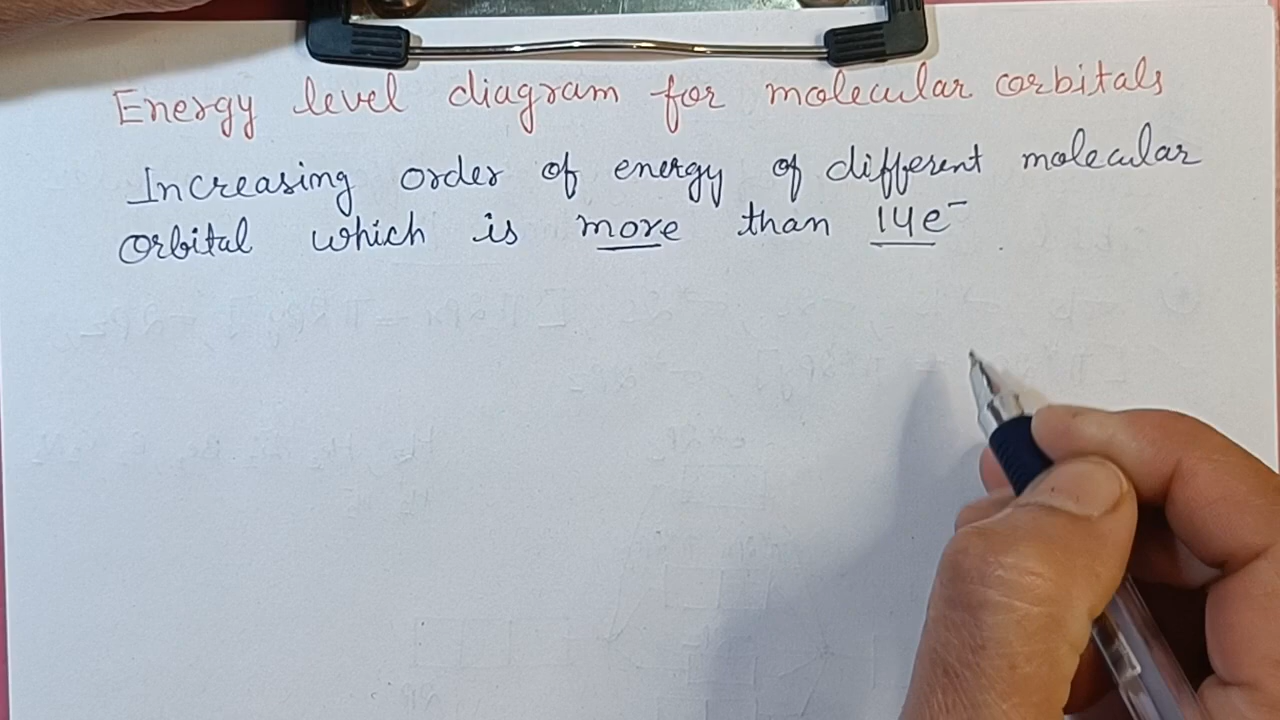 Energy level diagram for molecular orbitals
Increasing order of energy of different molecular
orbital which is more than 14e⁻